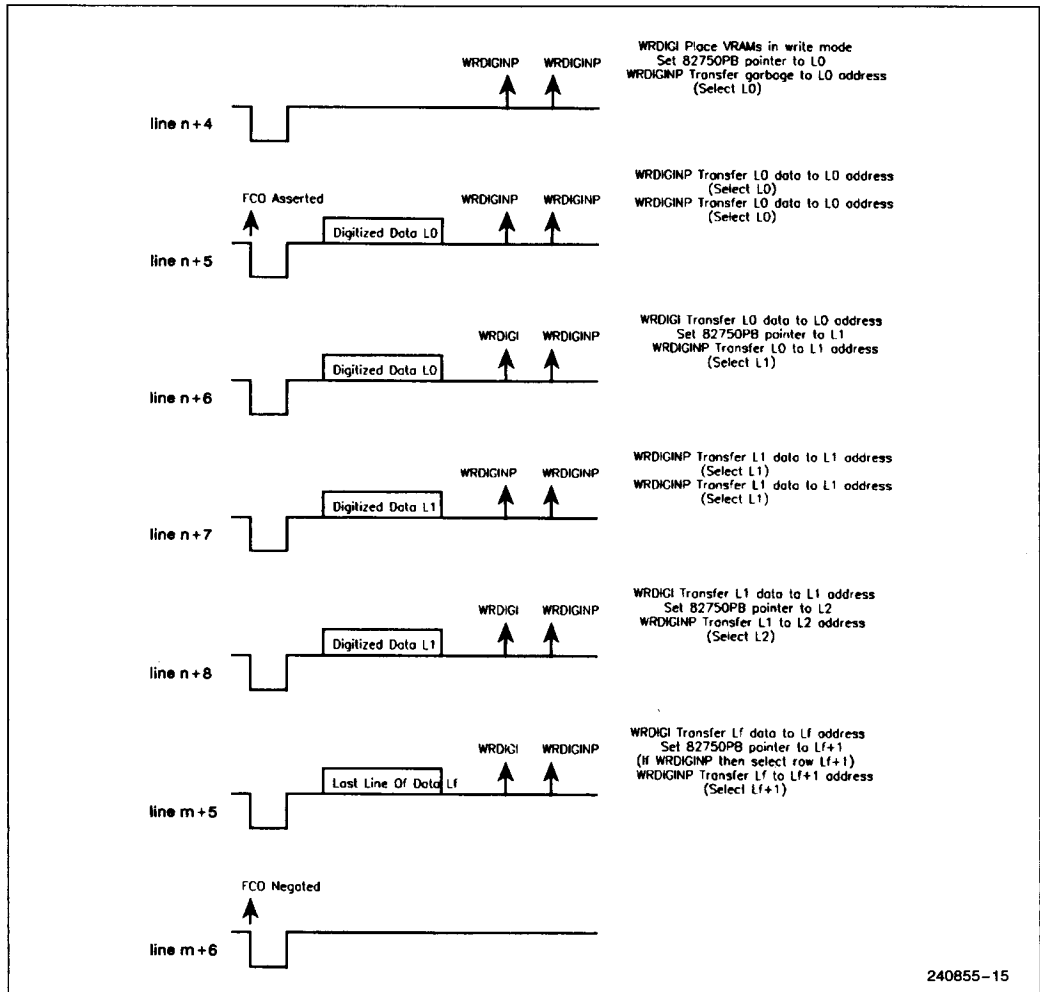 WRDIGINP WRDIGINP
WRDIGI Place VRAMs in write mode
Set 82750PB pointer to L0
WRDIGINP Transfer garbage to L0 address
(Select L0)
line n+4
FCO Asserted
WRDIGINP WRDIGINP
Digitized Data L0
WRDIGINP Transfer L0 data to L0 address
(Select L0)
WRDIGINP Transfer L0 data to L0 address
(Select L0)
line n+5
WRDIGI WRDIGINP
Digitized Data L0
WRDIGI Transfer L0 data to L0 address
Set 82750PB pointer to L1
WRDIGINP Transfer L0 to L1 address
(Select L1)
line n+6
WRDIGINP WRDIGINP
Digitized Data L1
WRDIGINP Transfer L1 data to L1 address
(Select L1)
WRDIGINP Transfer L1 data to L1 address
(Select L1)
line n+7
WRDIGI WRDIGINP
Digitized Data L1
WRDIGI Transfer L1 data to L1 address
Set 82750PB pointer to L2
WRDIGINP Transfer L1 to L2 address
(Select L2)
line n+8
WRDIGI WRDIGINP
Last Line Of Data Lf
WRDIGI Transfer Lf data to Lf address
Set 82750PB pointer to Lf+1
(If WRDIGINP then select row Lf+1)
WRDIGINP Transfer Lf to Lf+1 address
(Select Lf+1)
line m+5
FCO Negated
line m+6
240855-15